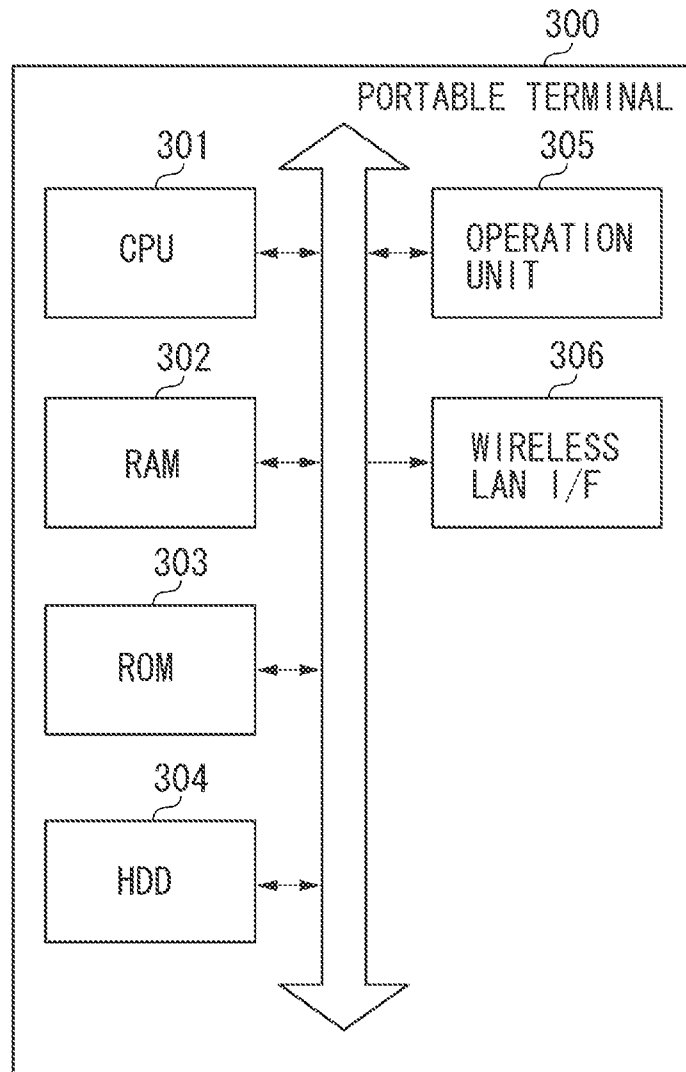 300
PORTABLE TERMINAL
301
CPU
302
RAM
303
ROM
304
HDD
305
OPERATION
UNIT
306
WIRELESS
LAN I/F